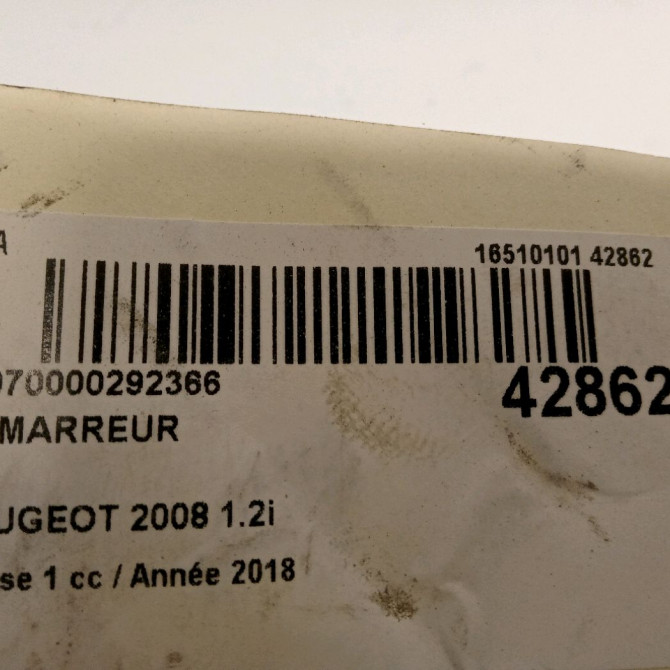 A
16510101 42862
070000292366
42862
MARREUR
UGEOT 2008 1.2i
se 1 cc / Année 2018